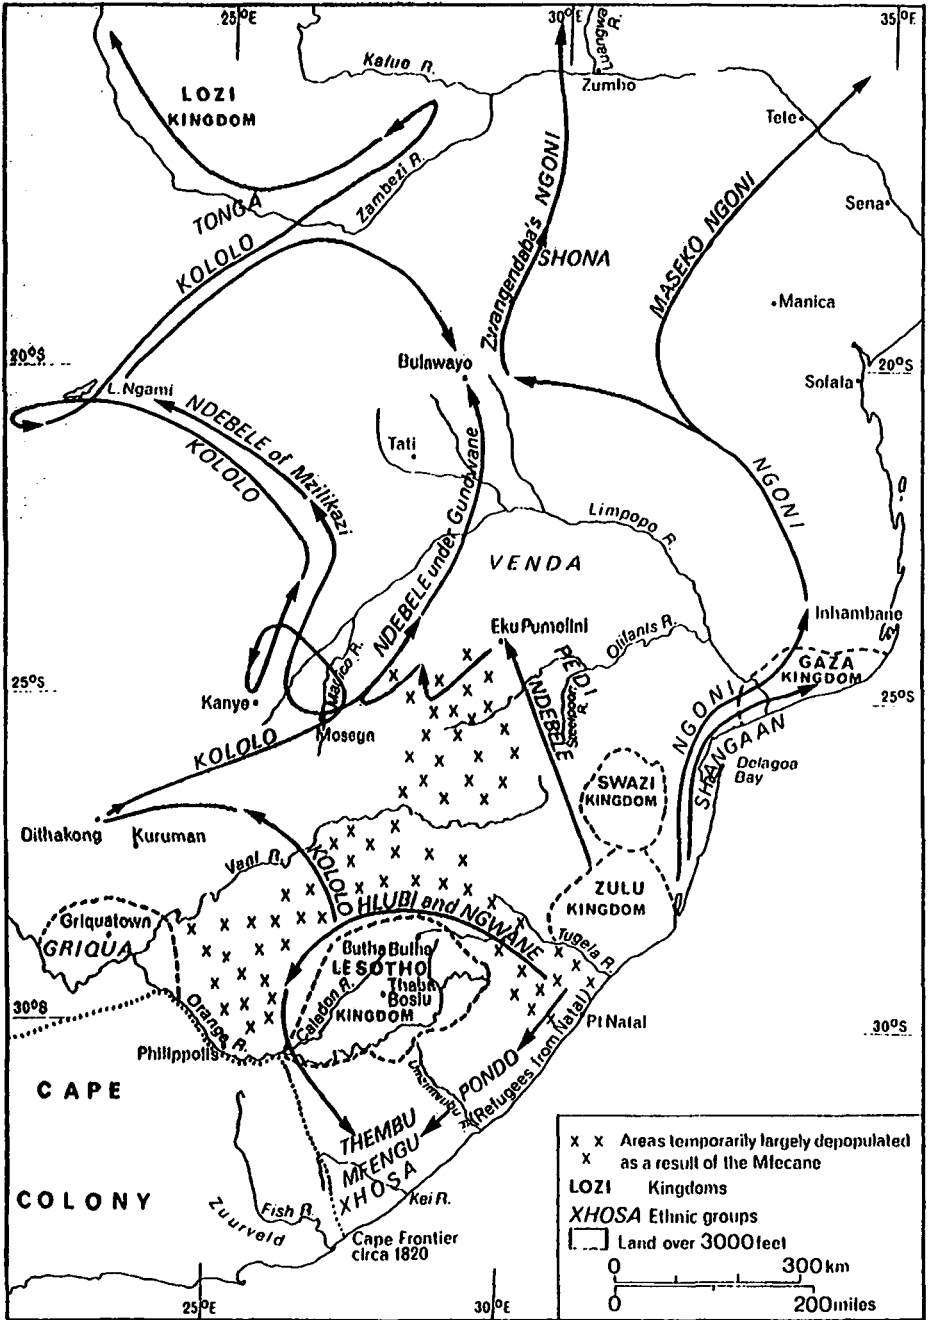 25°E
30°E
35°E
Luangwa R.
Kafue R.
Zumbo
LOZI
KINGDOM
Tete
Zambezi R.
Sena
TONGA
KOLOLO
Zwangendaba's NGONI
SHONA
MASEKO NGONI
Manica
20°S
Bulawayo
20°S
L. Ngami
Sofala
NDEBELE of Mzilikazi
KOLOLO
Tati
NDEBELE under Gundwane
NGONI
Limpopo R.
VENDA
Inhambane
Eku Pumolini
Olifants R.
GAZA
KINGDOM
25°S
PEDI
Steelpoort R.
25°S
Kanye
Marico R.
Mosega
NDEBELE
NGONI
SHANGAAN
KOLOLO
Delagoa
Bay
SWAZI
KINGDOM
Dithakong
Kuruman
Vaal R.
KOLOLO
ZULU
KINGDOM
HLUBI and NGWANE
Griquatown
GRIQUA
Butha Buthe
LESOTHO
Tugela R.
Thaba
Bosiu
KINGDOM
Caledon R.
30°S
Orange R.
Pt Natal
30°S
Philippolis
(Refugees from Natal)
PONDO
Umzimvubu R.
CAPE
COLONY
THEMBU
MFENGU
XHOSA
Zuurveld
Fish R.
Kei R.
Cape Frontier
circa 1820
x x Areas temporarily largely depopulated
x as a result of the Mfecane
LOZI Kingdoms
XHOSA Ethnic groups
Land over 3000 feet
0 300 km
0 200 miles
25°E
30°E